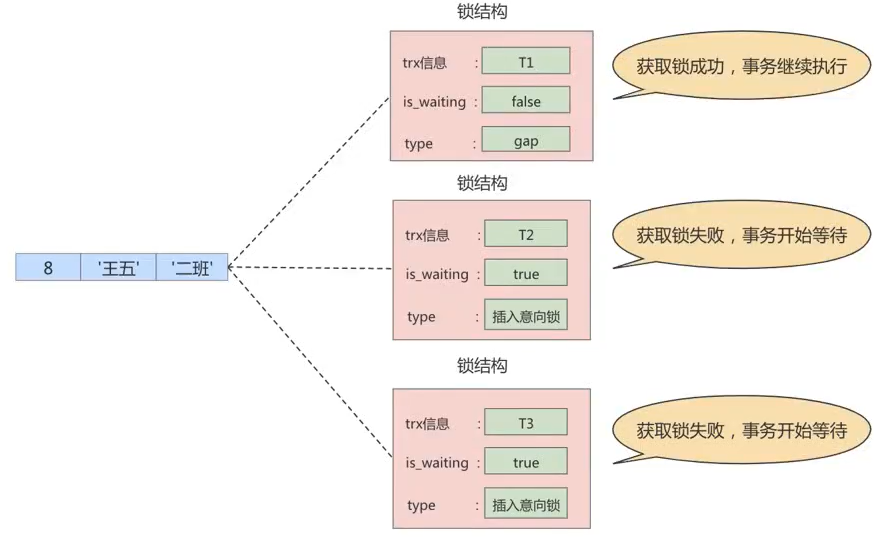 锁结构
trx信息 : T1
is_waiting : false
type : gap
获取锁成功，事务继续执行
锁结构
trx信息 : T2
is_waiting : true
type : 插入意向锁
获取锁失败，事务开始等待
8 '王五' '二班'
锁结构
trx信息 : T3
is_waiting : true
type : 插入意向锁
获取锁失败，事务开始等待